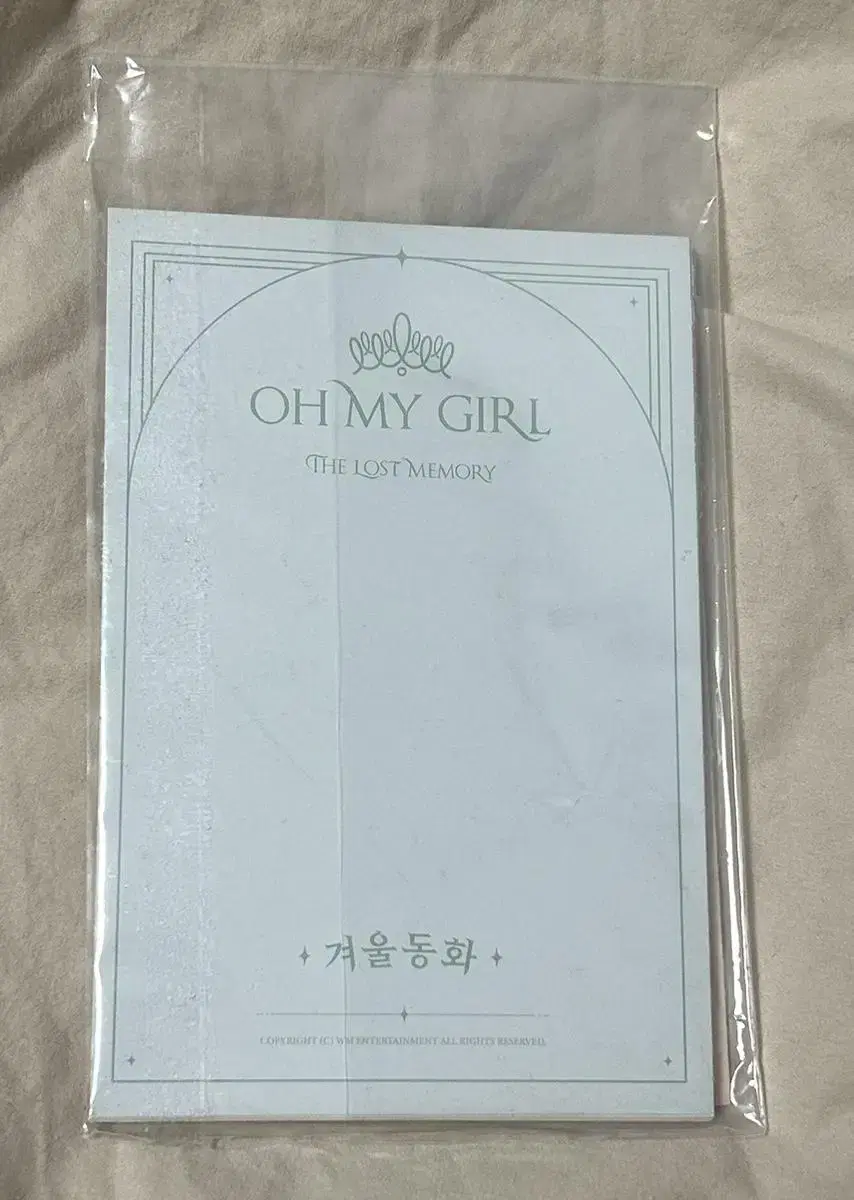 OH MY GIRL
THE LOST MEMORY
겨울동화
COPYRIGHT (C) WM ENTERTAINMENT ALL RIGHTS RESERVED.